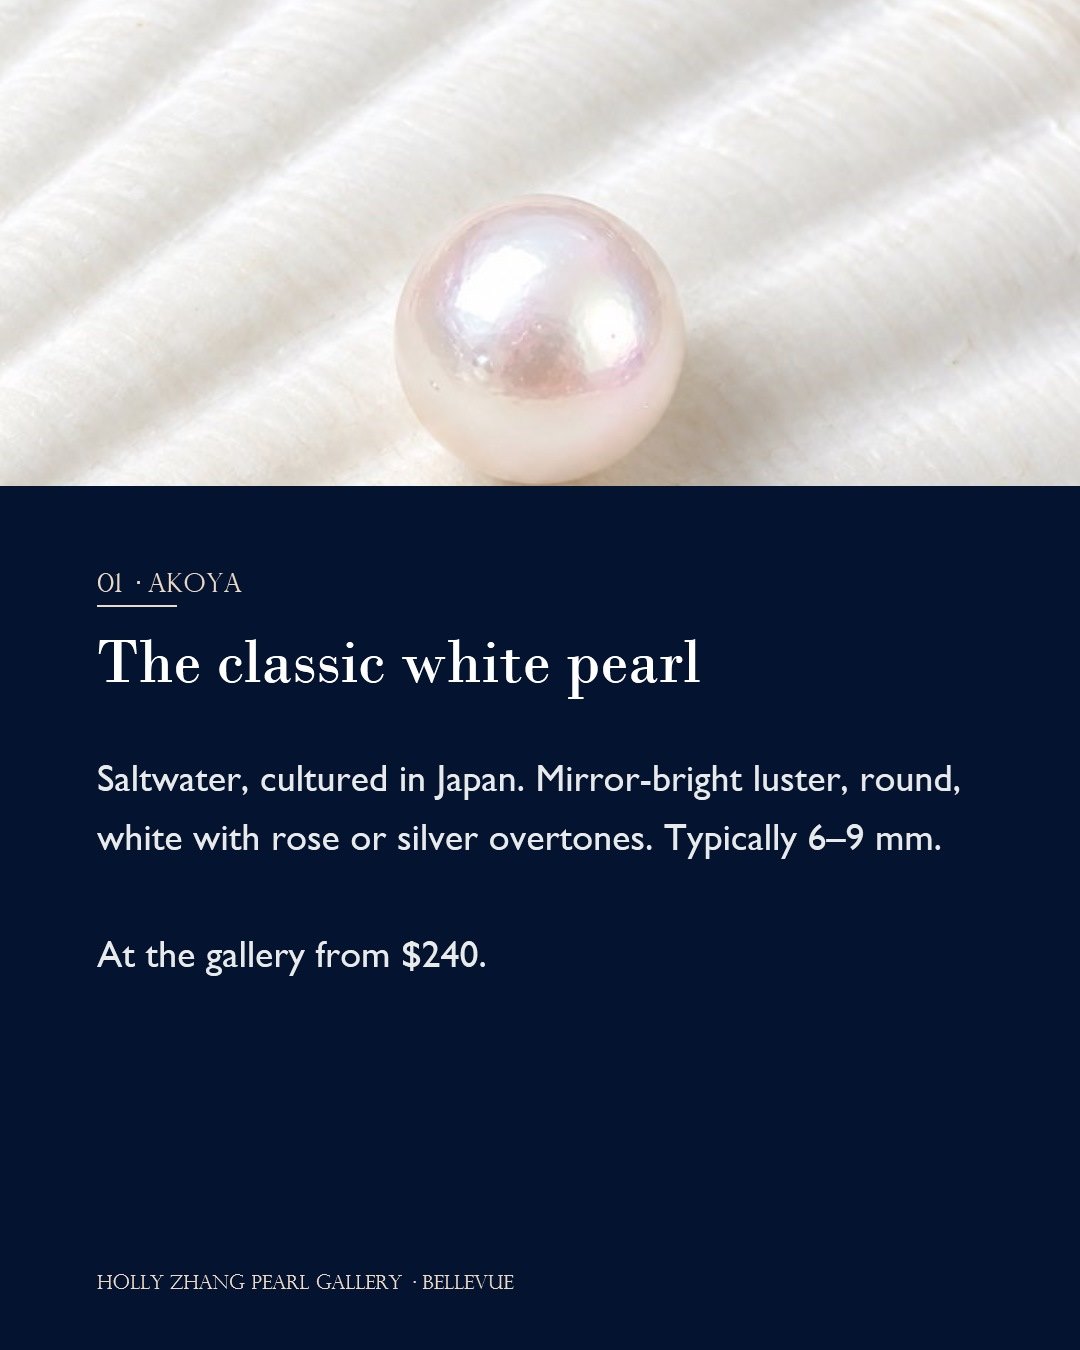 01 · AKOYA
The classic white pearl
Saltwater, cultured in Japan. Mirror-bright luster, round,
white with rose or silver overtones. Typically 6–9 mm.
At the gallery from $240.
HOLLY ZHANG PEARL GALLERY · BELLEVUE